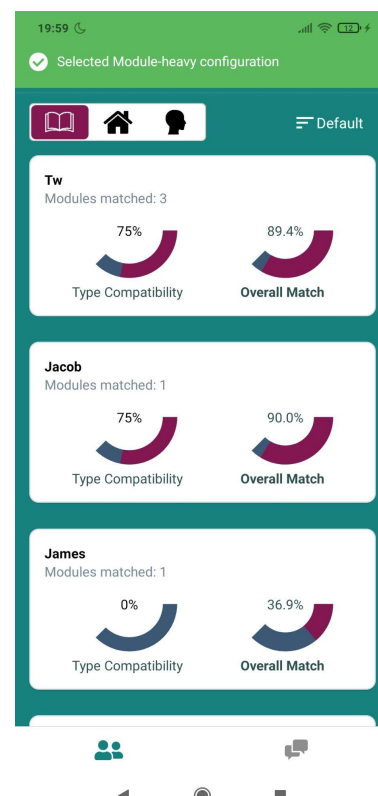 19:59
12
Selected Module-heavy configuration
Default
Tw
Modules matched: 3
75%
89.4%
Type Compatibility
Overall Match
Jacob
Modules matched: 1
75%
90.0%
Type Compatibility
Overall Match
James
Modules matched: 1
0%
36.9%
Type Compatibility
Overall Match